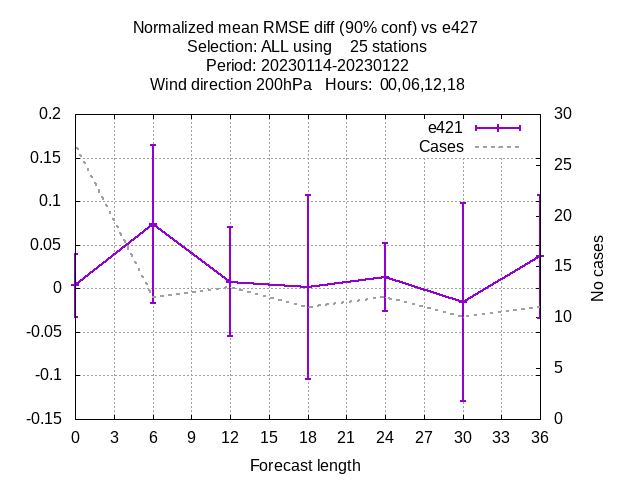 Normalized mean RMSE diff (90% conf) vs e427
Selection: ALL using    25 stations
Period: 20230114-20230122
Wind direction 200hPa   Hours:  00,06,12,18
e421
Cases
0.2
0.15
0.1
0.05
0
-0.05
-0.1
-0.15
30
25
20
15
10
5
0
No cases
0 3 6 9 12 15 18 21 24 27 30 33 36
Forecast length